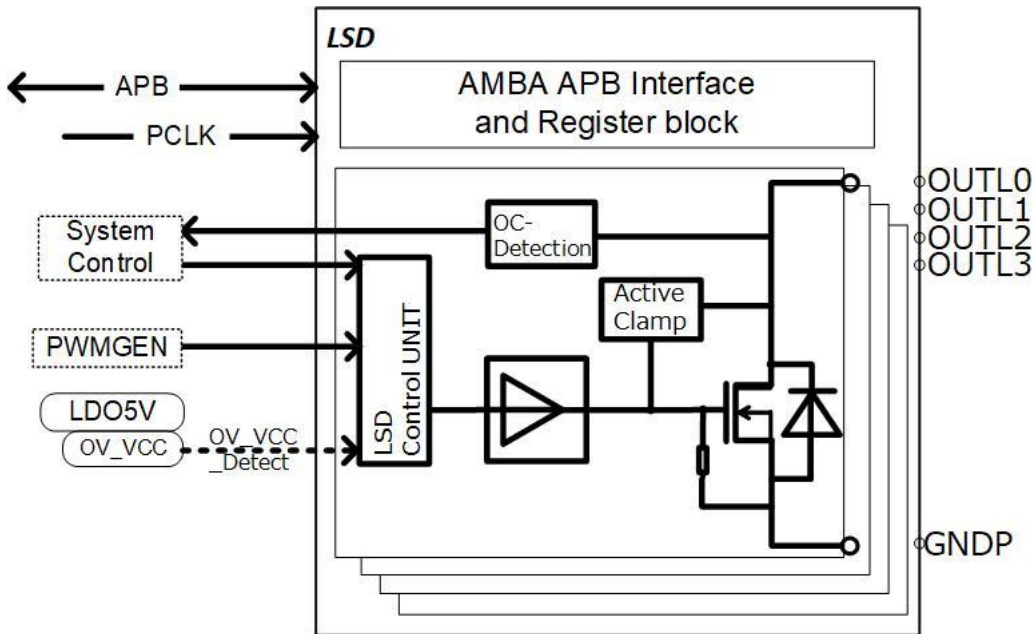 LSD
AMBA APB Interface
and Register block
APB
PCLK
System
Control
PWMGEN
LDO5V
OV_VCC
OV_VCC
_Detect
LSD
Control UNIT
OC-
Detection
Active
Clamp
OUTL0
OUTL1
OUTL2
OUTL3
GNDP